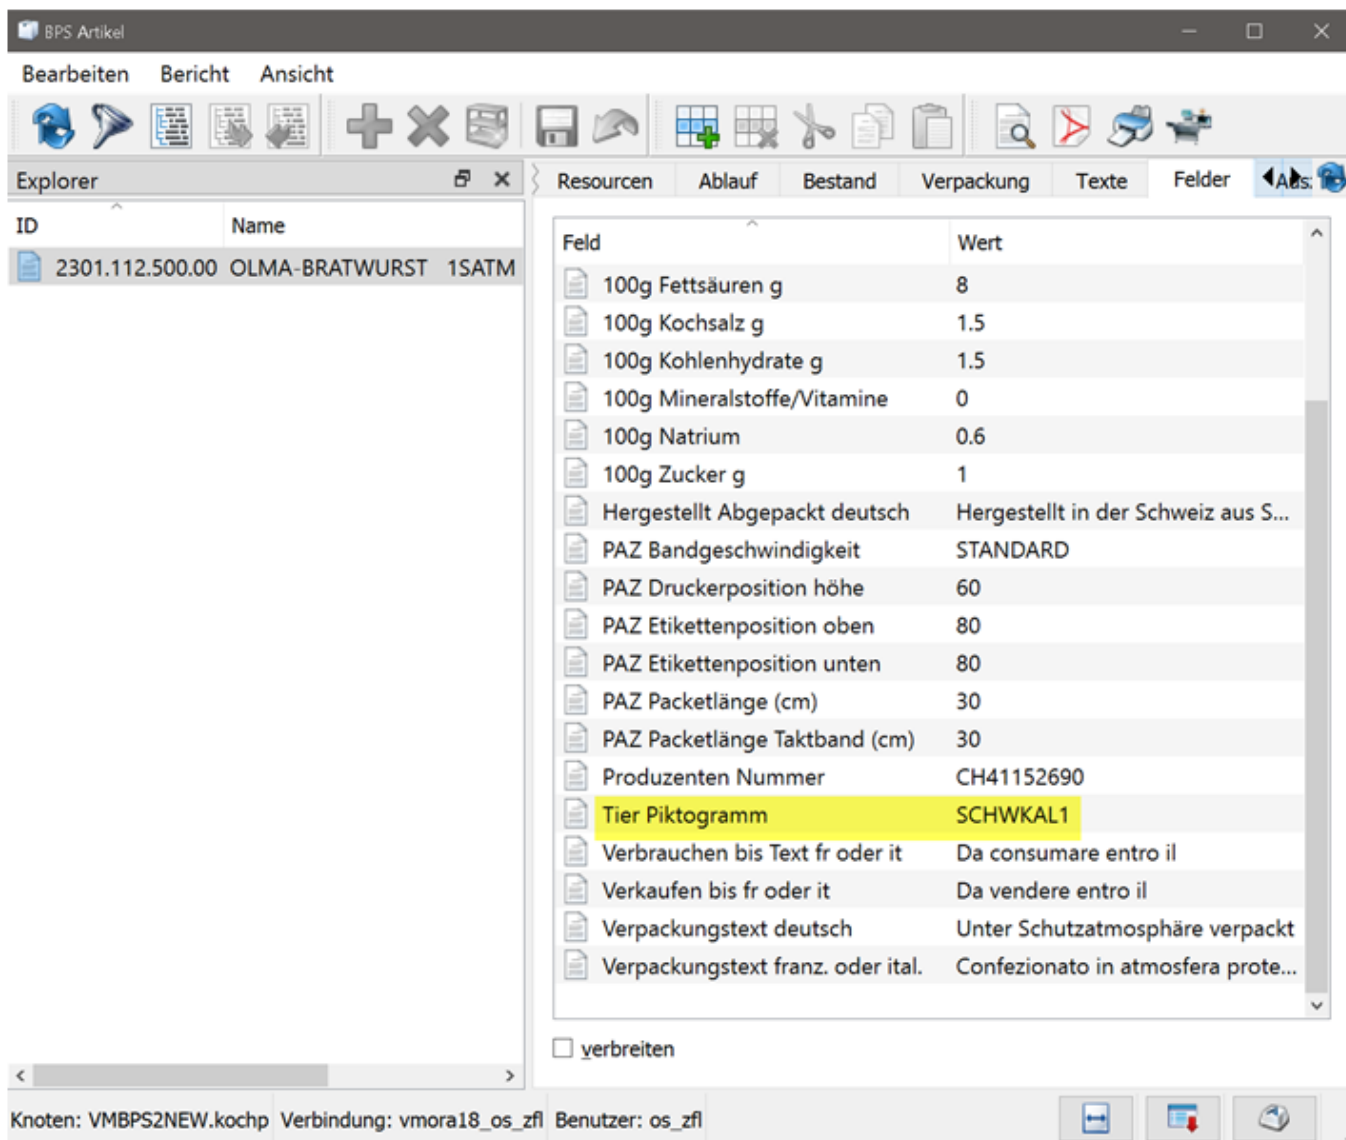 BPS Artikel
Bearbeiten Bericht Ansicht
Explorer
Resourcen Ablauf Bestand Verpackung Texte Felder
ID Name
2301.112.500.00 OLMA-BRATWURST 1SATM
Feld Wert
100g Fettsäuren g 8
100g Kochsalz g 1.5
100g Kohlenhydrate g 1.5
100g Mineralstoffe/Vitamine 0
100g Natrium 0.6
100g Zucker g 1
Hergestellt Abgepackt deutsch Hergestellt in der Schweiz aus S...
PAZ Bandgeschwindigkeit STANDARD
PAZ Druckerposition höhe 60
PAZ Etikettenposition oben 80
PAZ Etikettenposition unten 80
PAZ Packetlänge (cm) 30
PAZ Packetlänge Taktband (cm) 30
Produzenten Nummer CH41152690
Tier Piktogramm SCHWKAL1
Verbrauchen bis Text fr oder it Da consumare entro il
Verkaufen bis fr oder it Da vendere entro il
Verpackungstext deutsch Unter Schutzatmosphäre verpackt
Verpackungstext franz. oder ital. Confezionato in atmosfera prote...
verbreiten
Knoten: VMBPS2NEW.kochp Verbindung: vmora18_os_zfl Benutzer: os_zfl